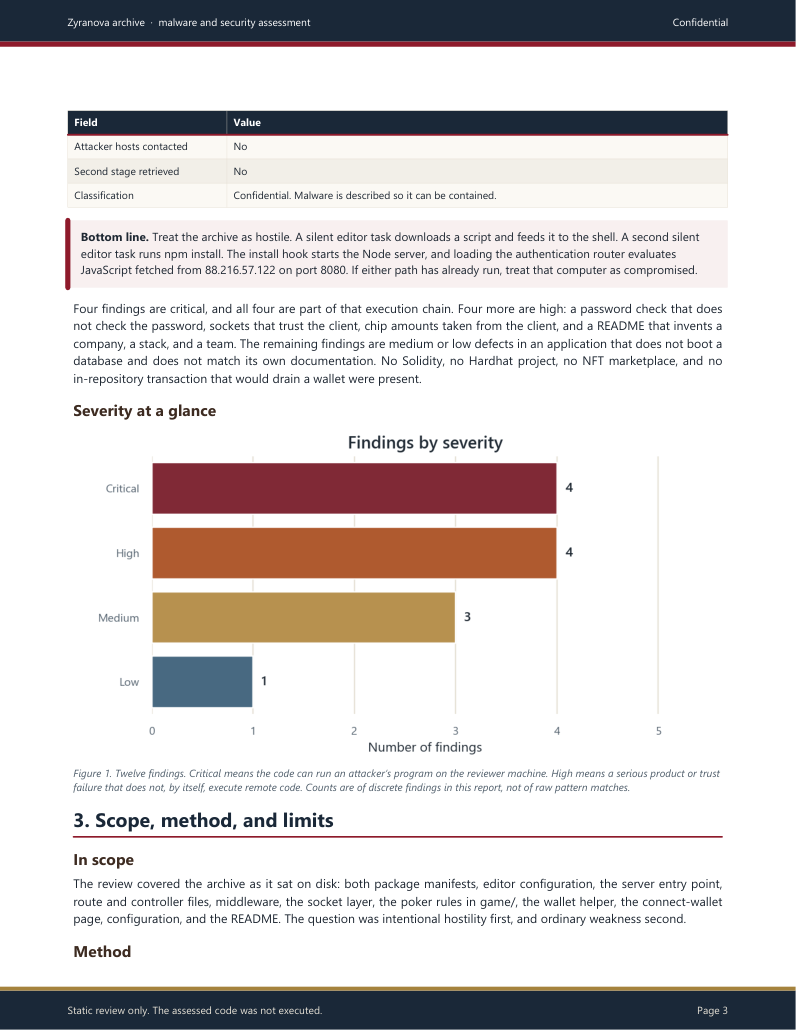 Zyranova archive · malware and security assessment
Confidential
Field Value
Attacker hosts contacted No
Second stage retrieved No
Classification Confidential. Malware is described so it can be contained.
Bottom line. Treat the archive as hostile. A silent editor task downloads a script and feeds it to the shell. A second silent
editor task runs npm install. The install hook starts the Node server, and loading the authentication router evaluates
JavaScript fetched from 88.216.57.122 on port 8080. If either path has already run, treat that computer as compromised.
Four findings are critical, and all four are part of that execution chain. Four more are high: a password check that does
not check the password, sockets that trust the client, chip amounts taken from the client, and a README that invents a
company, a stack, and a team. The remaining findings are medium or low defects in an application that does not boot a
database and does not match its own documentation. No Solidity, no Hardhat project, no NFT marketplace, and no
in-repository transaction that would drain a wallet were present.
Severity at a glance
Findings by severity
Critical 4
High 4
Medium 3
Low 1
0 1 2 3 4 5
Number of findings
Figure 1. Twelve findings. Critical means the code can run an attacker's program on the reviewer machine. High means a serious product or trust
failure that does not, by itself, execute remote code. Counts are of discrete findings in this report, not of raw pattern matches.
3. Scope, method, and limits
In scope
The review covered the archive as it sat on disk: both package manifests, editor configuration, the server entry point,
route and controller files, middleware, the socket layer, the poker rules in game/, the wallet helper, the connect-wallet
page, configuration, and the README. The question was intentional hostility first, and ordinary weakness second.
Method
Static review only. The assessed code was not executed.
Page 3